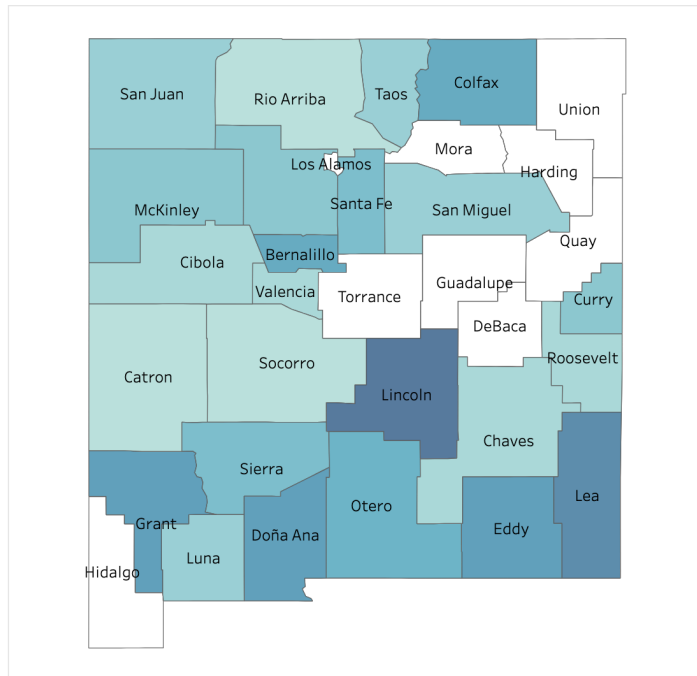 Colfax
San Juan
Taos
Rio Arriba
Union
Mora
Los Alamos
Harding
Santa Fe
McKinley
San Miguel
Quay
Bernalillo
Cibola
Guadalupe
Valencia
Torrance
Curry
DeBaca
Roosevelt
Socorro
Catron
Lincoln
Chaves
Sierra
Lea
Otero
Grant
Eddy
Doña Ana
Luna
Hidalgo